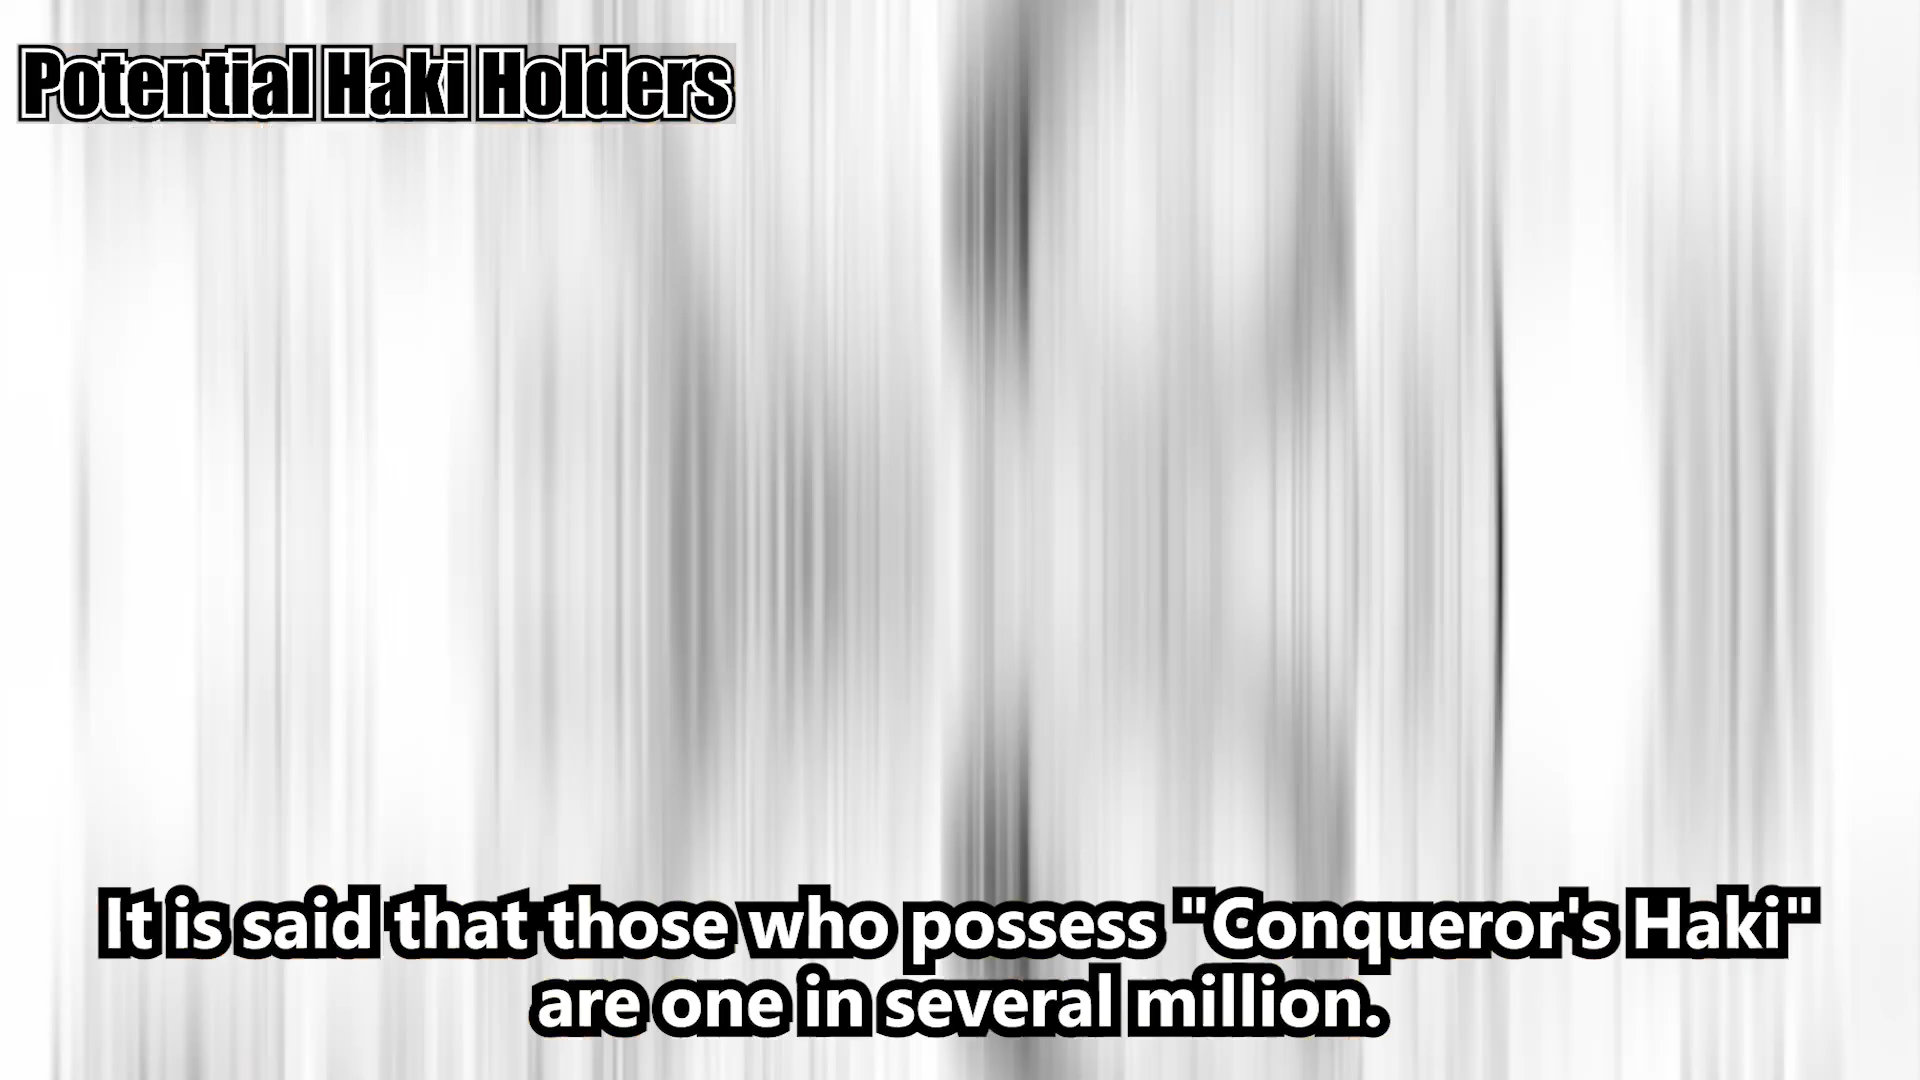 Potential Haki Holders
It is said that those who possess "Conqueror's Haki"
are one in several million.